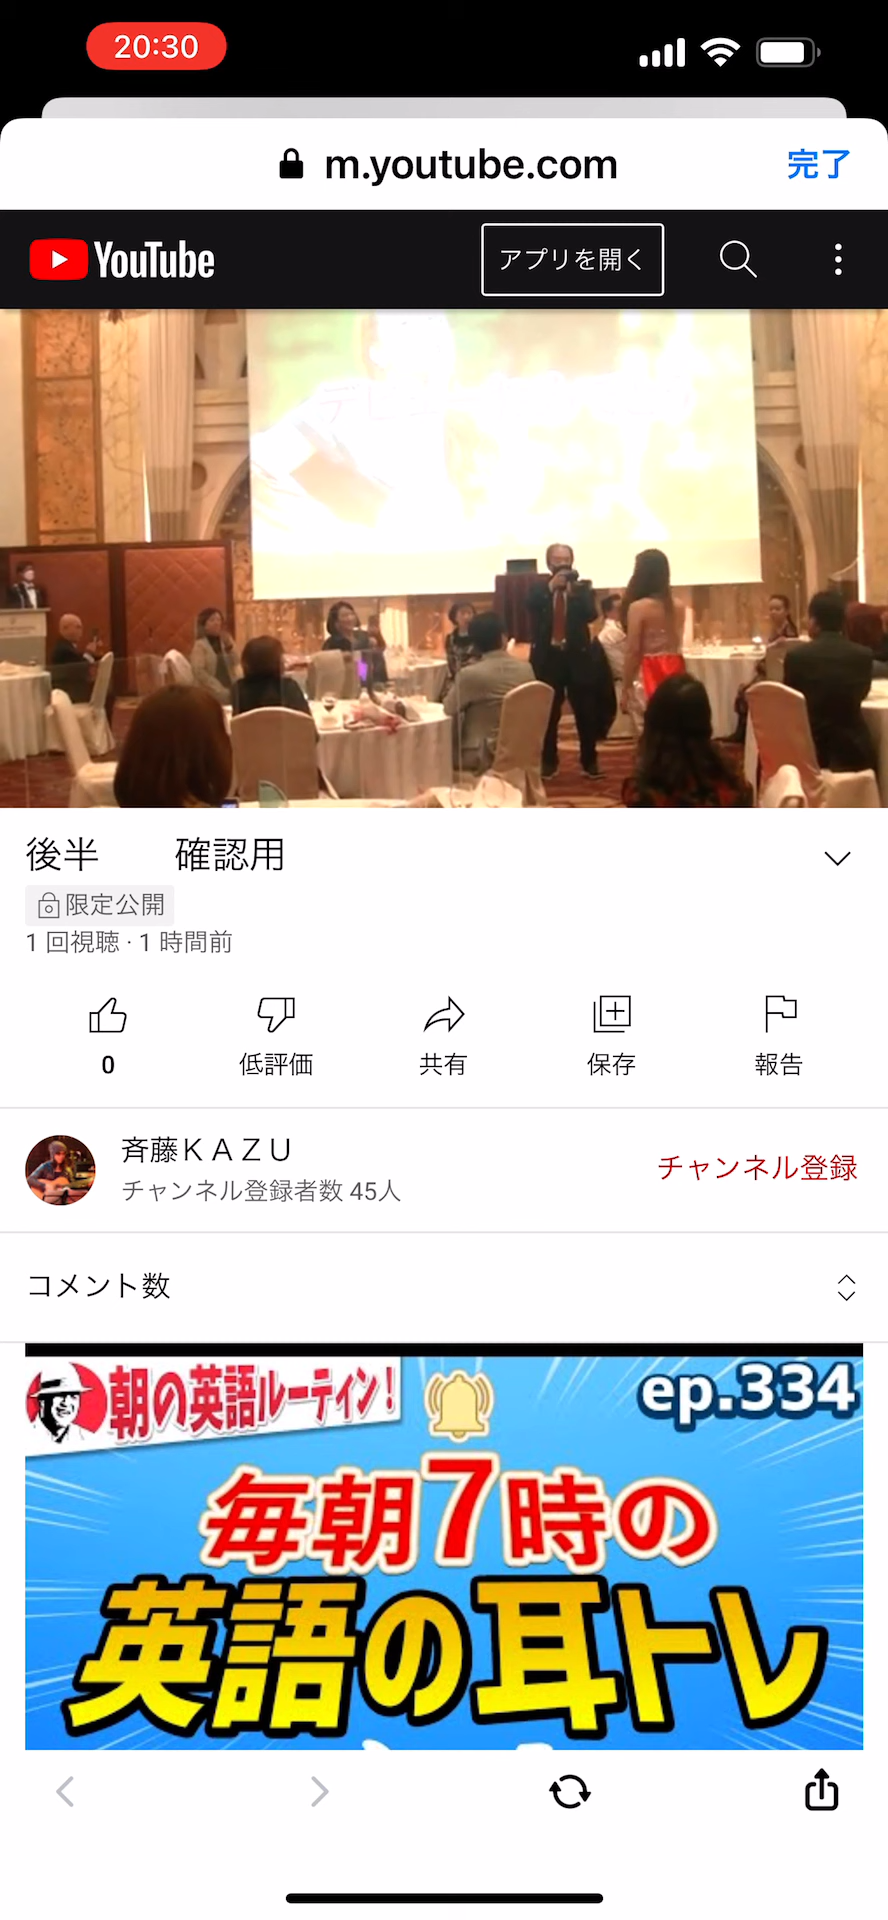 20:30
m.youtube.com
完了
YouTube
アプリを開く
後半　　確認用
限定公開
1 回視聴 · 1 時間前
0
低評価
共有
保存
報告
斉藤ＫＡＺＵ
チャンネル登録者数 45人
チャンネル登録
コメント数
朝の英語ルーティン！
ep.334
毎朝7時の
英語の耳トレ